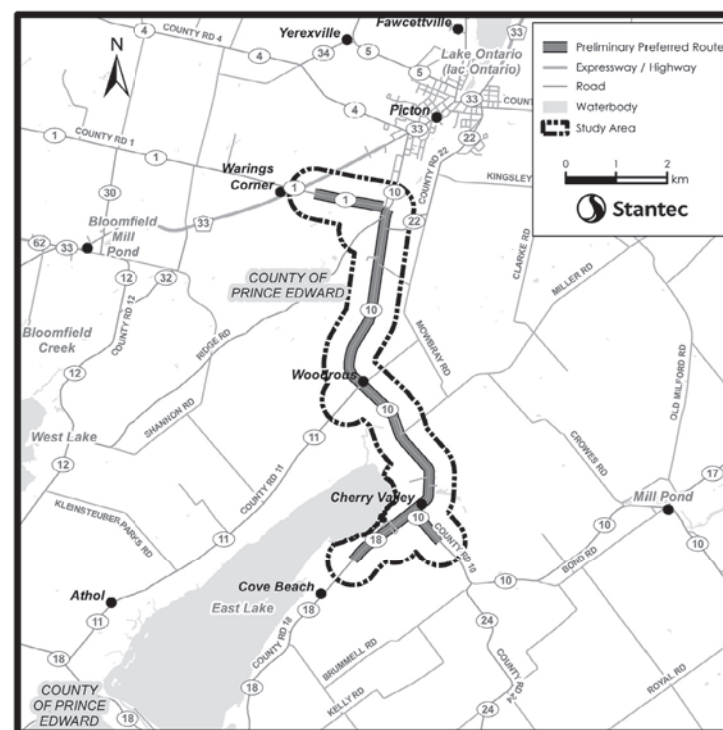 Fawcettville
33
4
COUNTY RD 4
Yerexville
4
34
5
5
Lake Ontario
(lac Ontario)
N
4
Picton
33
COUNTY
33
1
COUNTY RD 1
1
22
COUNTY RD 22
Warings
Corner
1
1
10
KINGSLEY
30
Bloomfield
Mill
Pond
33
22
62
33
12
32
COUNTY OF
PRINCE EDWARD
CLARKE RD
MILLER RD
COUNTY RD 12
10
Bloomfield
Creek
RIDGE RD
MOWBRAY RD
OLD MILFORD RD
12
Woodrous
10
SHANNON RD
11
West Lake
CROWES RD
12
COUNTY RD 11
17
Cherry Valley
Mill Pond
KLEINSTEUBER PARKS RD
10
10
10
18
COUNTY RD 10
11
BOND RD
Cove Beach
10
Athol
East Lake
18
11
24
COUNTY RD 18
BRUMMELL RD
COUNTY RD 24
18
18
KELLY RD
ROYAL RD
COUNTY
OF PRINCE
EDWARD
18
24
Preliminary Preferred Route
Expressway / Highway
Road
Waterbody
Study Area
0 1 2
km
Stantec